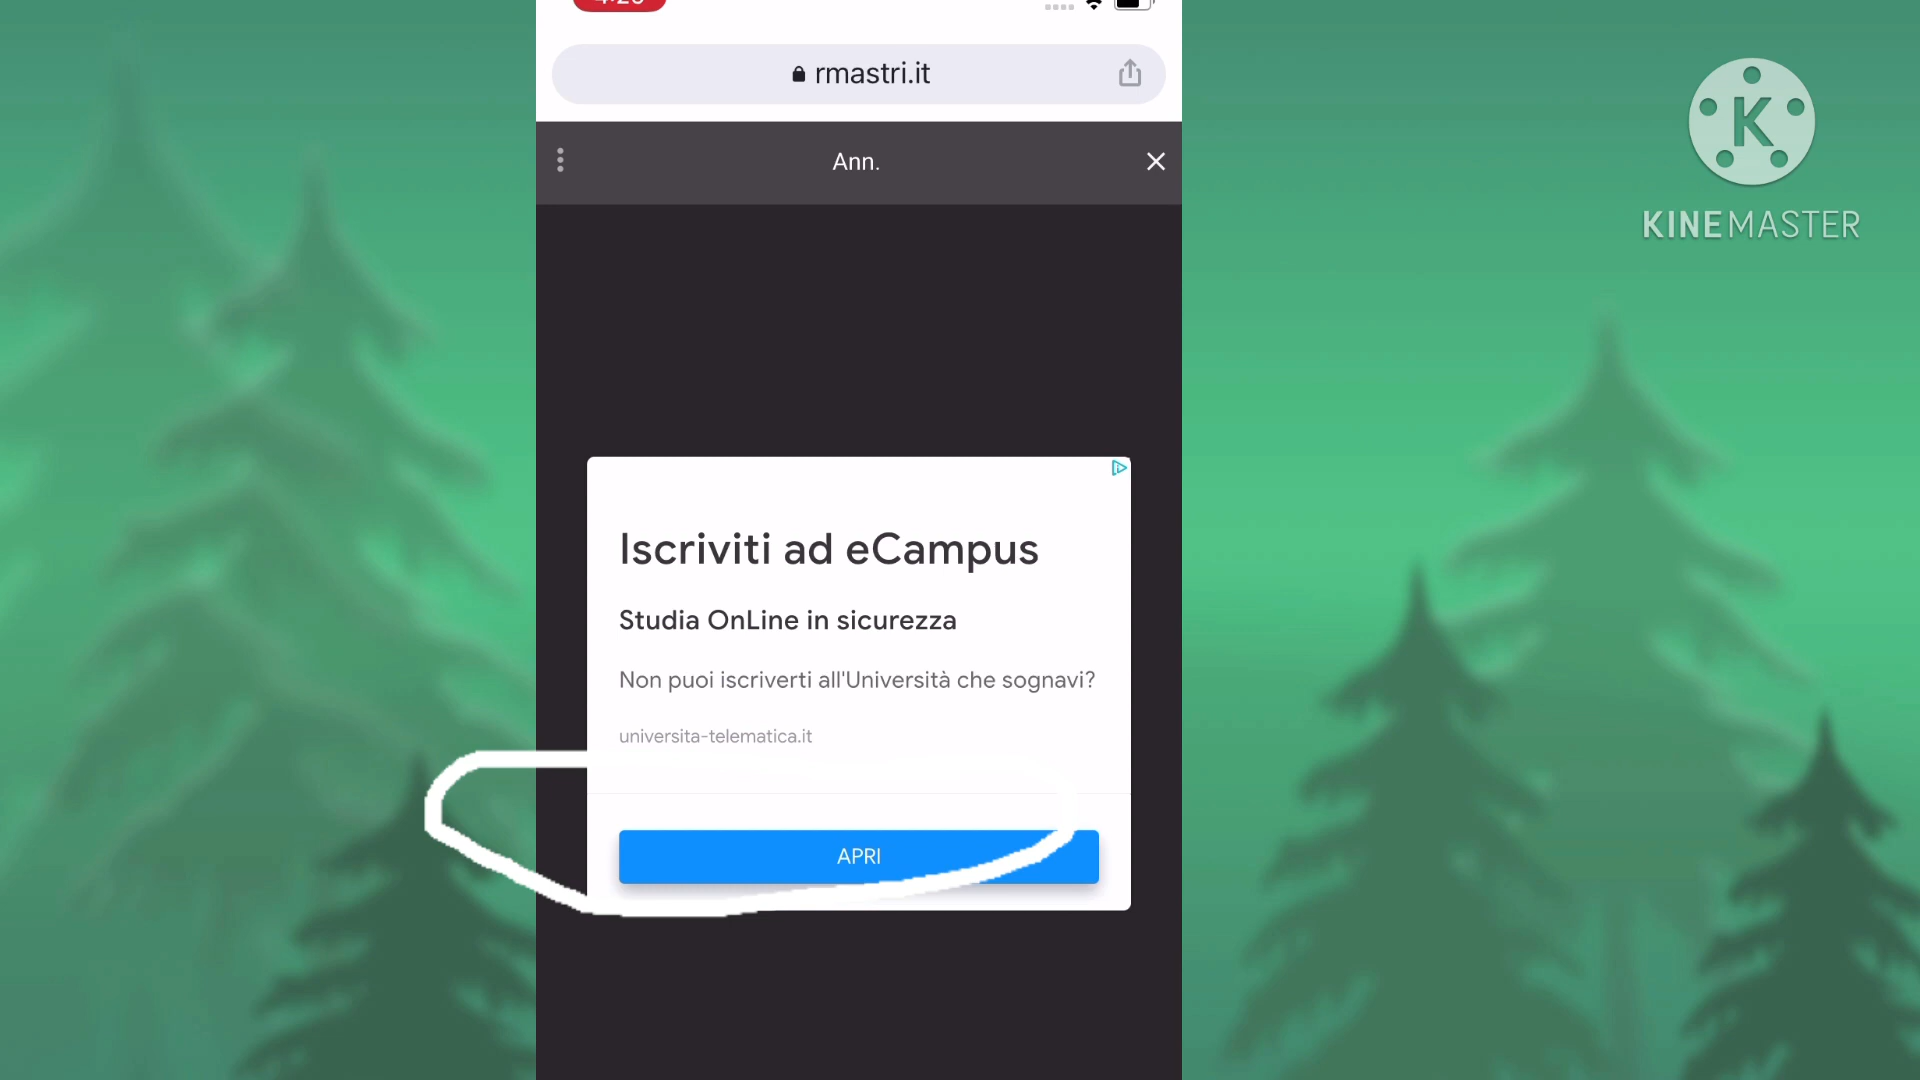 rmastri.it
Ann.
K
KINEMASTER
Iscriviti ad eCampus
Studia OnLine in sicurezza
Non puoi iscriverti all'Università che sognavi?
universita-telematica.it
APRI